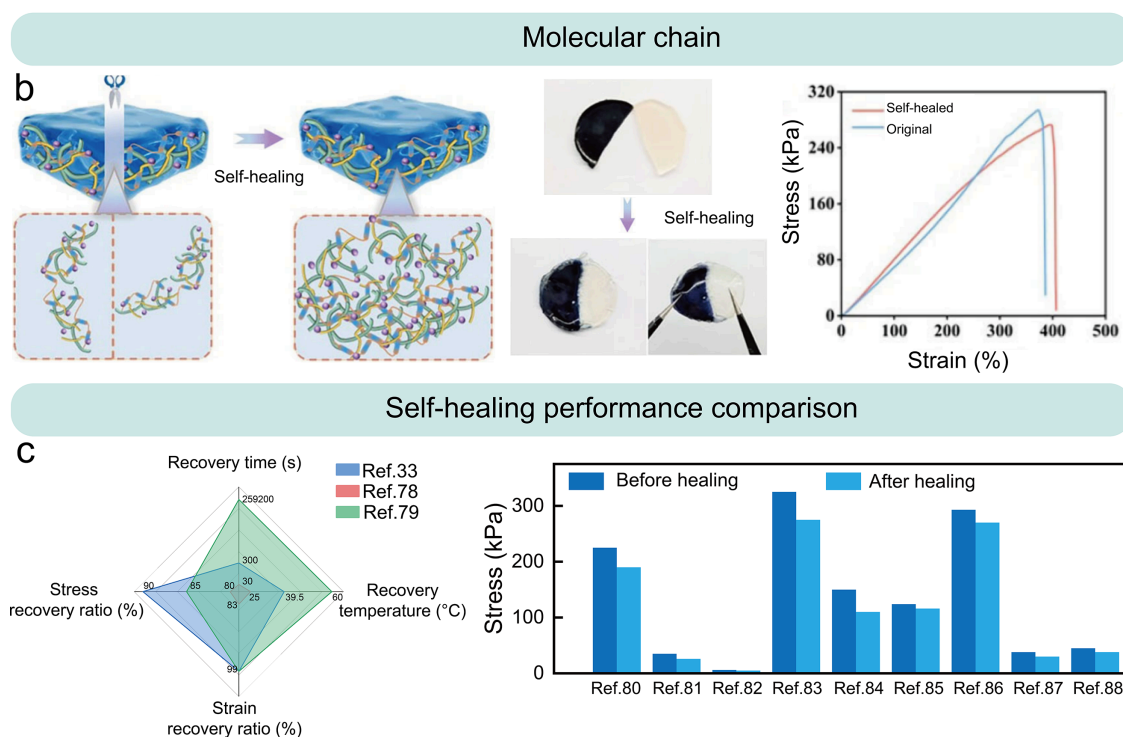 Molecular chain
b
Self-healing
Self-healing
Stress (kPa)
320
240
160
80
0
Self-healed
Original
0
100
200
300
400
500
Strain (%)
Self-healing performance comparison
c
Recovery time (s)
Ref.33
Ref.78
Ref.79
259200
300
30
90
85
80
25
39.5
60
83
99
Stress
recovery ratio (%)
Recovery
temperature (°C)
Strain
recovery ratio (%)
Stress (kPa)
300
200
100
0
Before healing
After healing
Ref.80
Ref.81
Ref.82
Ref.83
Ref.84
Ref.85
Ref.86
Ref.87
Ref.88